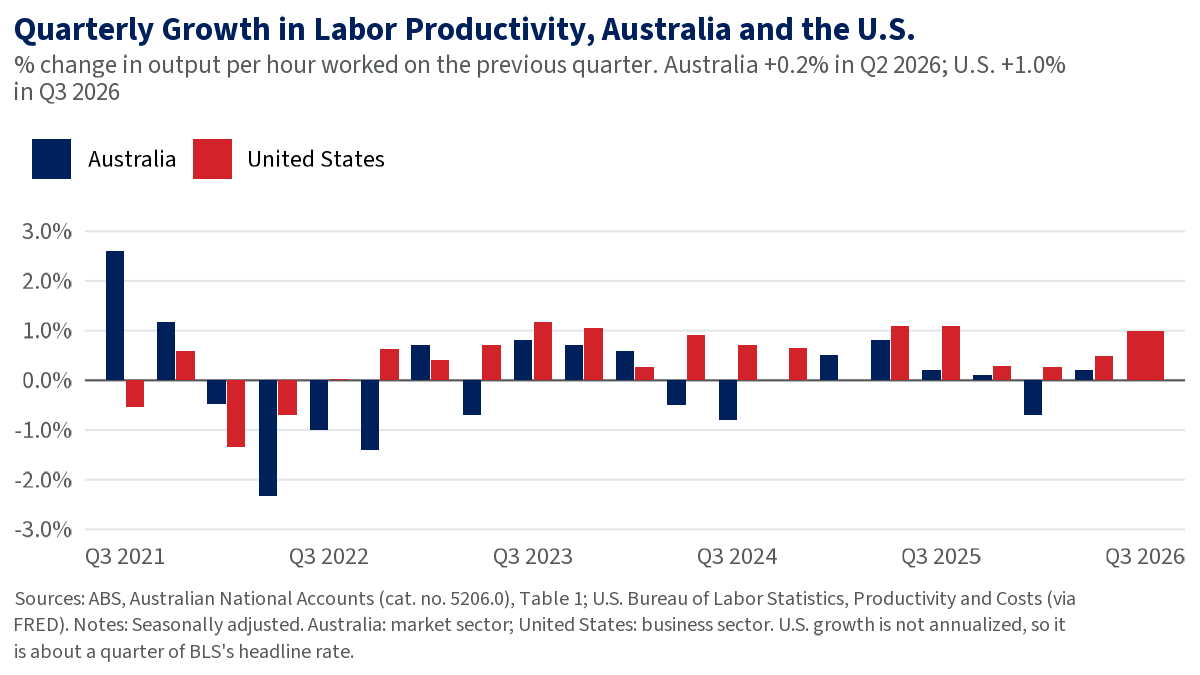 Quarterly Growth in Labor Productivity, Australia and the U.S.
% change in output per hour worked on the previous quarter. Australia +0.2% in Q2 2026; U.S. +1.0%
in Q3 2026
Australia
United States
3.0%
2.0%
1.0%
0.0%
-1.0%
-2.0%
-3.0%
Q3 2021
Q3 2022
Q3 2023
Q3 2024
Q3 2025
Q3 2026
Sources: ABS, Australian National Accounts (cat. no. 5206.0), Table 1; U.S. Bureau of Labor Statistics, Productivity and Costs (via
FRED). Notes: Seasonally adjusted. Australia: market sector; United States: business sector. U.S. growth is not annualized, so it
is about a quarter of BLS's headline rate.